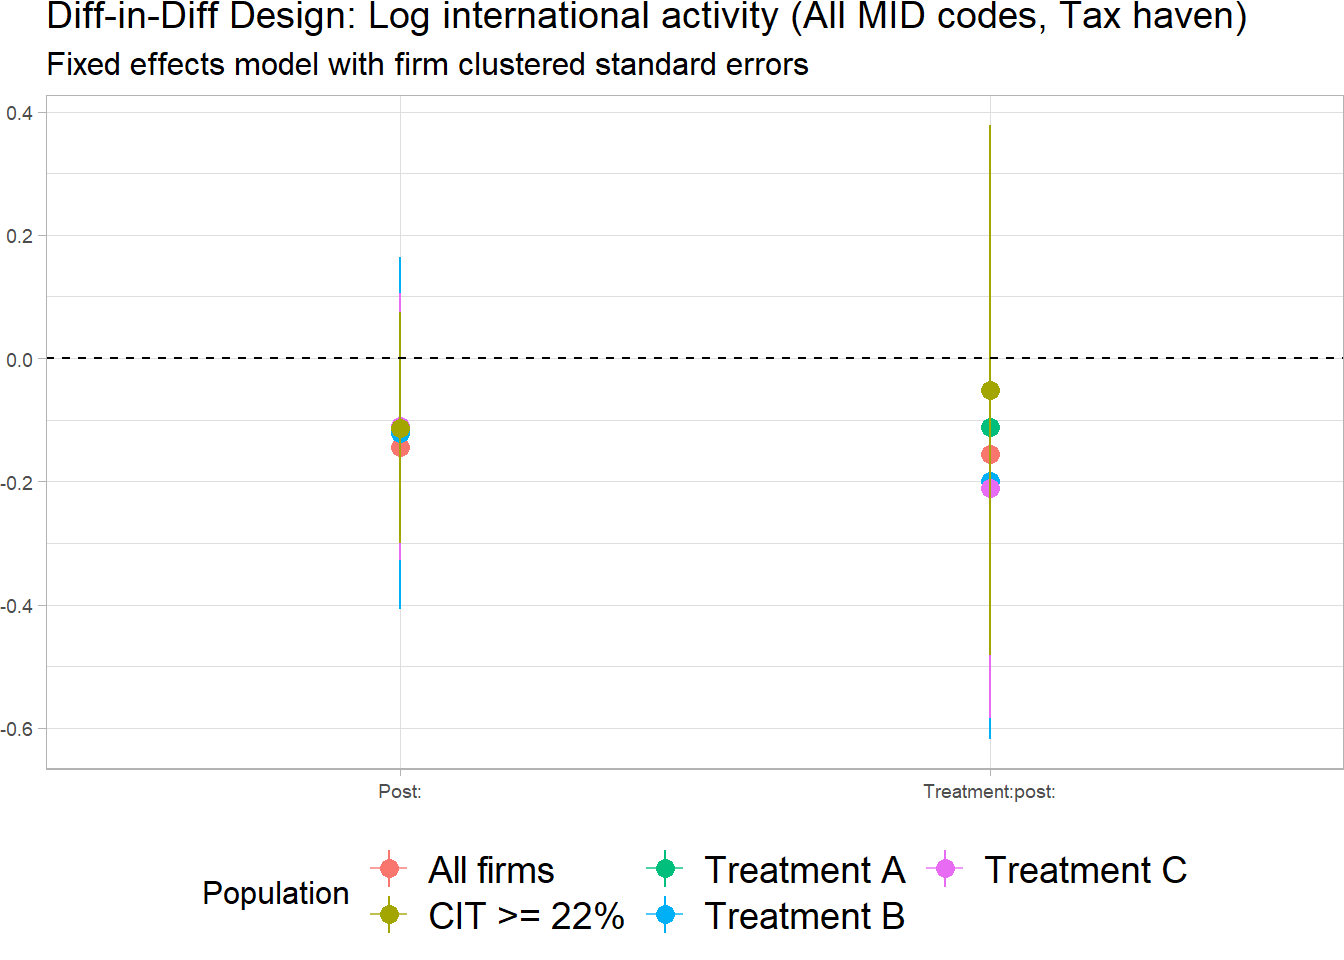 Diff-in-Diff Design: Log international activity (All MID codes, Tax haven)
Fixed effects model with firm clustered standard errors
0.4
0.2
0.0
-0.2
-0.4
-0.6
Post:
Treatment:post:
Population
All firms
CIT >= 22%
Treatment A
Treatment B
Treatment C